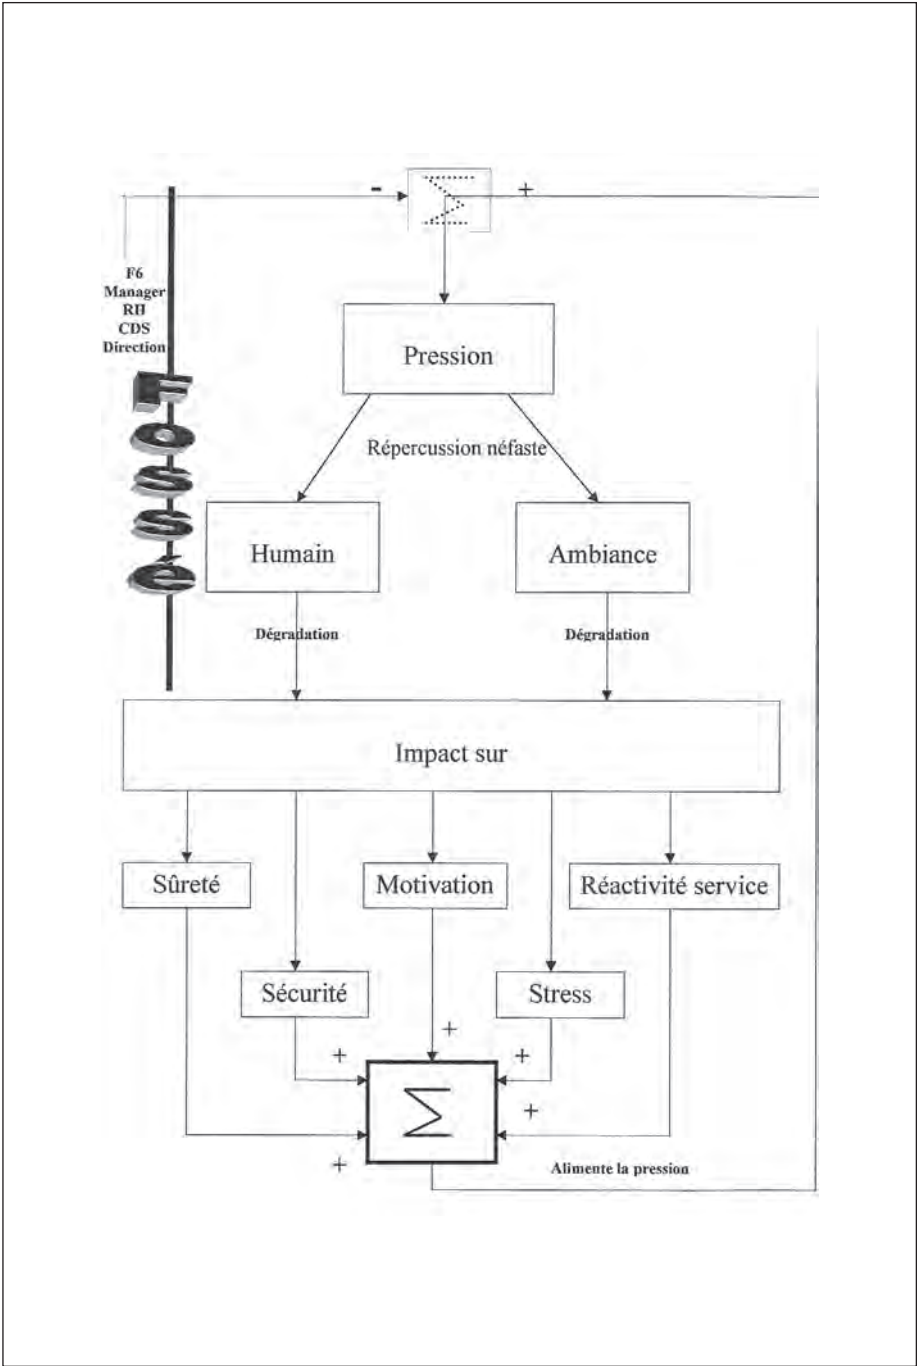 - Σ +
F6
Manager
RH
CDS
Direction
Fossé
Pression
Répercussion néfaste
Humain
Ambiance
Dégradation
Dégradation
Impact sur
Sûreté
Motivation
Réactivité service
Sécurité
Stress
+
+
+
+
Σ
+
Alimente la pression